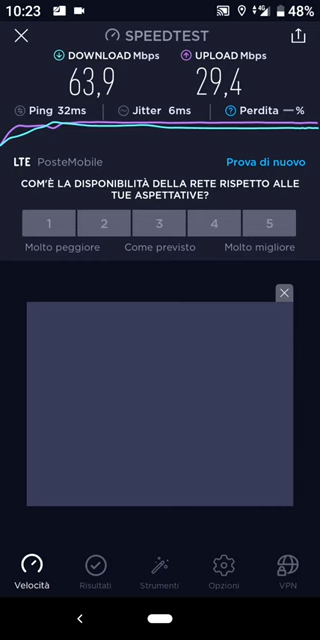 10:23 4G 48%
SPEEDTEST
DOWNLOAD Mbps UPLOAD Mbps
63,9 29,4
Ping 32ms Jitter 6ms Perdita —%
LTE PosteMobile Prova di nuovo
COM'È LA DISPONIBILITÀ DELLA RETE RISPETTO ALLE
TUE ASPETTATIVE?
1 2 3 4 5
Molto peggiore Come previsto Molto migliore
Velocità Risultati Strumenti Opzioni VPN